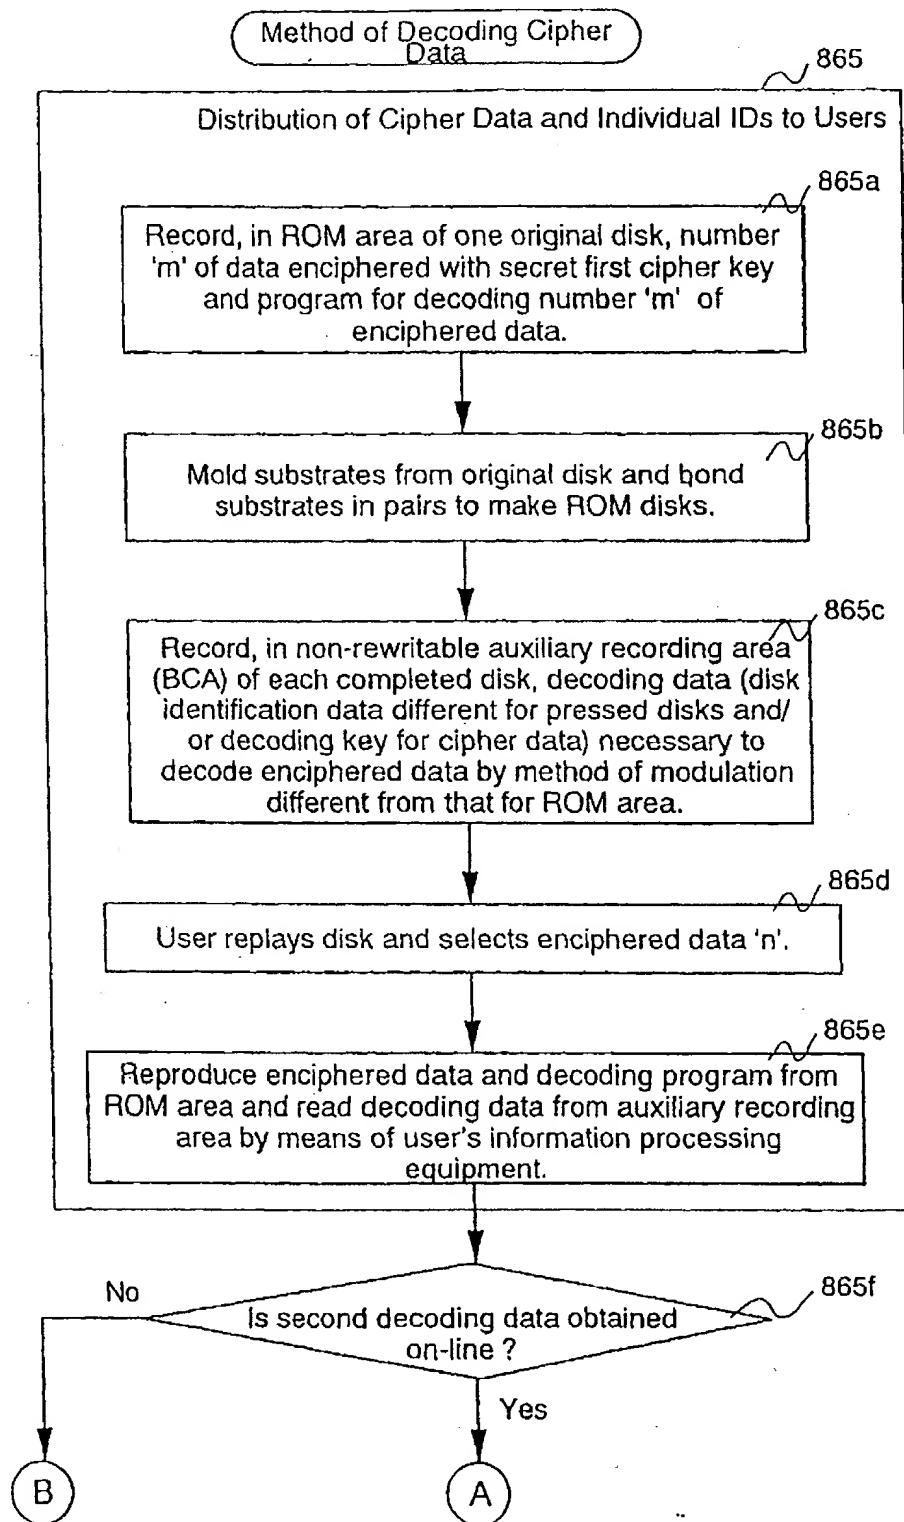 Method of Decoding Cipher
Data
865
Distribution of Cipher Data and Individual IDs to Users
865a
Record, in ROM area of one original disk, number
'm' of data enciphered with secret first cipher key
and program for decoding number 'm' of
enciphered data.
865b
Mold substrates from original disk and bond
substrates in pairs to make ROM disks.
865c
Record, in non-rewritable auxiliary recording area
(BCA) of each completed disk, decoding data (disk
identification data different for pressed disks and/
or decoding key for cipher data) necessary to
decode enciphered data by method of modulation
different from that for ROM area.
865d
User replays disk and selects enciphered data 'n'.
865e
Reproduce enciphered data and decoding program from
ROM area and read decoding data from auxiliary recording
area by means of user's information processing
equipment.
865f
No
Is second decoding data obtained
on-line ?
Yes
B
A